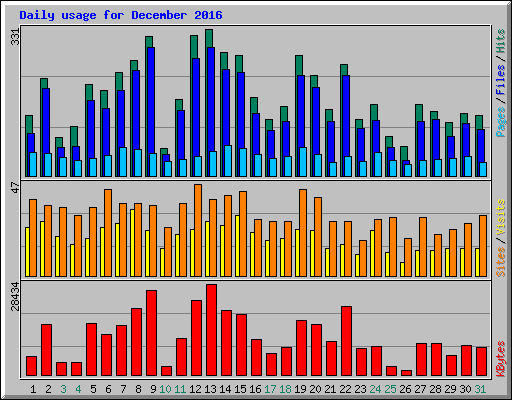 Daily usage for December 2016
331
Pages / Files / Hits
47
Sites / Visits
28434
KBytes
1 2 3 4 5 6 7 8 9 10 11 12 13 14 15 16 17 18 19 20 21 22 23 24 25 26 27 28 29 30 31